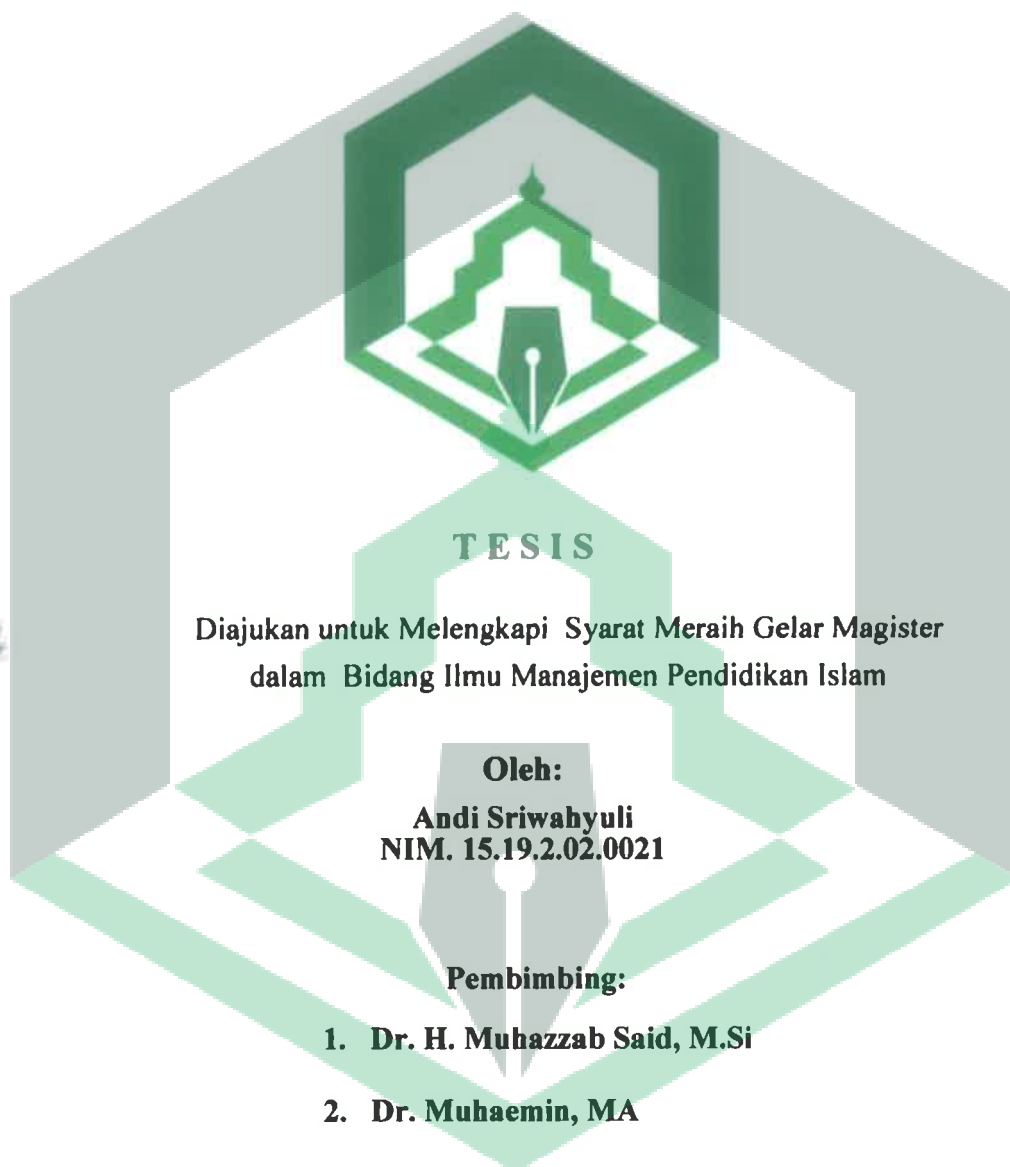 T E S I S
Diajukan untuk Melengkapi Syarat Meraih Gelar Magister
dalam Bidang Ilmu Manajemen Pendidikan Islam
Oleh:
Andi Sriwahyuli
NIM. 15.19.2.02.0021
Pembimbing:
1. Dr. H. Muhazzab Said, M.Si
2. Dr. Muhaemin, MA